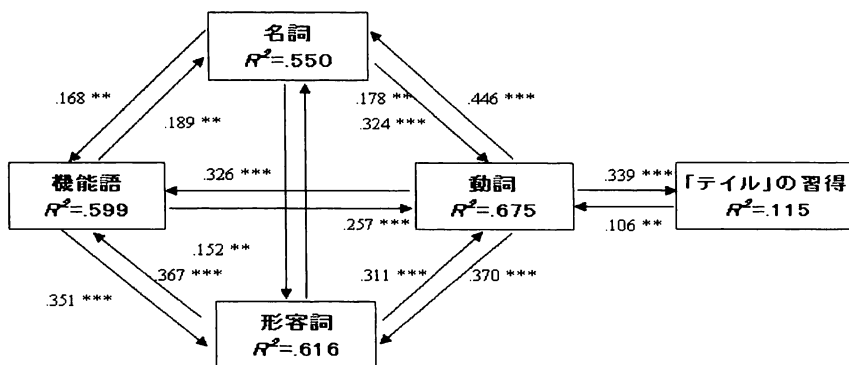 名詞
R²=.550
.168 **
.189 **
.178 **
.324 ***
.446 ***
機能語
R²=.599
.326 ***
.257 ***
動詞
R²=.675
.339 ***
.106 **
「テイル」の習得
R²=.115
.152 **
.367 ***
.351 ***
.311 ***
.370 ***
形容詞
R²=.616